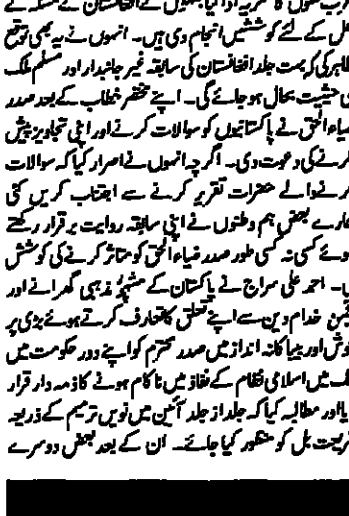 کا شکریہ ادا کیا جنہوں نے افغانستان کے مسئلہ کے
حل کے لئے کوششیں انجام دی ہیں۔ انہوں نے یہ بھی توقع
ظاہر کی کہ بہت جلد افغانستان کی سابقہ غیر جانبدار اور مسلم ملک
کی حیثیت بحال ہو جائے گی۔ اپنے مختصر خطاب کے بعد صدر
ضیاء الحق نے پاکستانیوں کو سوالات کرنے اور اپنی تجاویز پیش
کرنے کی دعوت دی۔ اگرچہ انہوں نے اصرار کیا کہ سوالات
کرنے والے حضرات تقریر کرنے سے اجتناب کریں کئی
ہمارے بعض ہم وطنوں نے اپنی سابقہ روایت برقرار رکھتے
ہوئے کسی نہ کسی طور صدر ضیاء الحق کو متاثر کرنے کی کوشش
کی۔ احمد علی سراج نے پاکستان کے مشہور مذہبی گھرانے اور
خدام دین سے اپنے تعلق کا تعارف کرتے ہوئے بڑی پر
جوش اور بیباکانہ انداز میں صدر محترم کو اپنے دور حکومت میں
ملک میں اسلامی نظام کے نفاذ میں ناکام ہونے کا ذمہ دار قرار
دیا اور مطالبہ کیا کہ جلد از جلد آئین میں نویں ترمیم کے ذریعہ
شریعت بل کو منظور کیا جائے۔ ان کے بعد بعض دوسرے